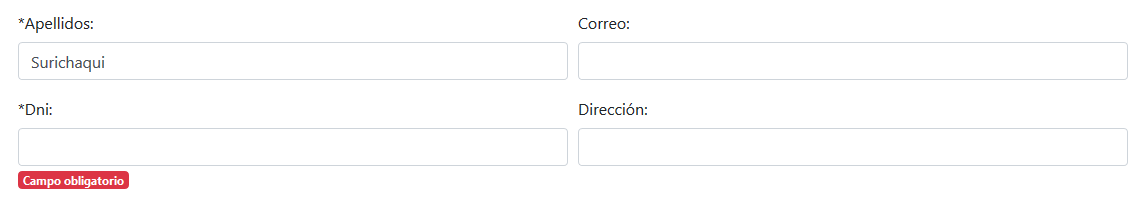 *Apellidos:
Correo:
Surichaqui
*Dni:
Dirección:
Campo obligatorio